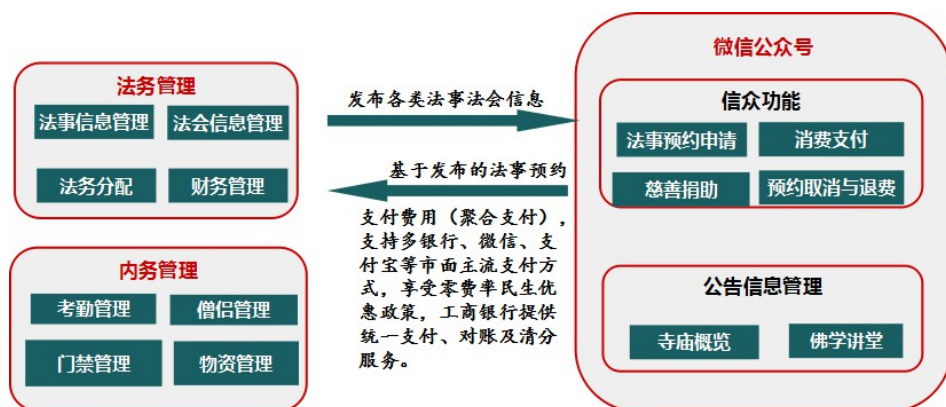 法务管理
法事信息管理
法会信息管理
法务分配
财务管理
内务管理
考勤管理
僧侣管理
门禁管理
物资管理
发布各类法事法会信息
基于发布的法事预约
支付费用（聚合支付），
支持多银行、微信、支
付宝等市面主流支付方
式，享受零费率民生优
惠政策，工商银行提供
统一支付、对账及清分
服务。
微信公众号
信众功能
法事预约申请
消费支付
慈善捐助
预约取消与退费
公告信息管理
寺庙概览
佛学讲堂